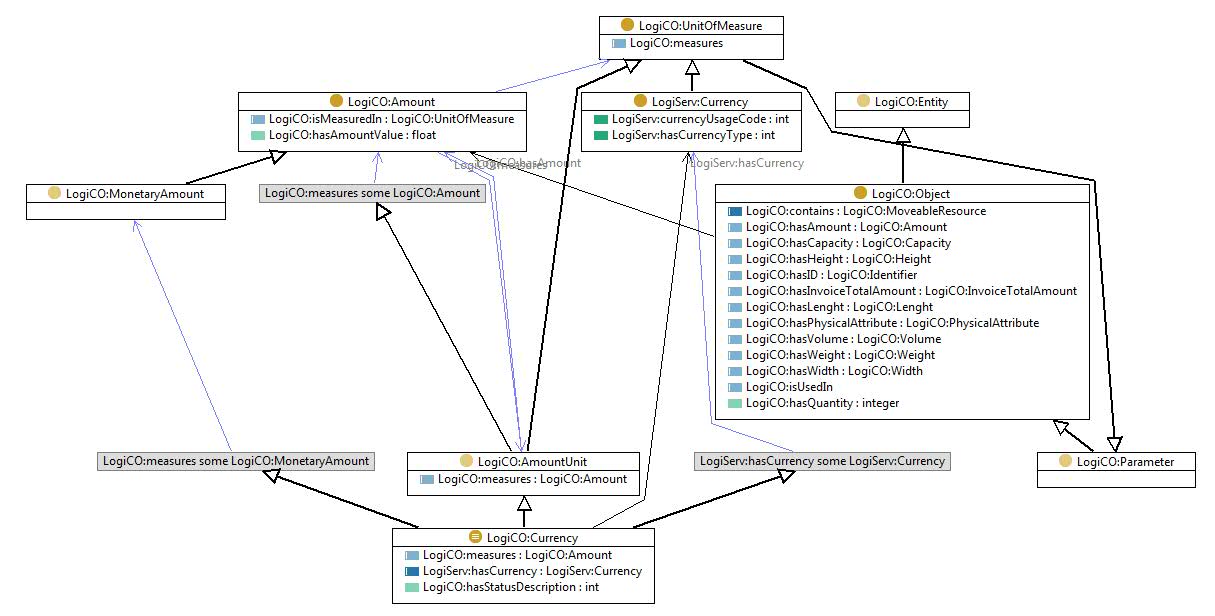 LogiCO:UnitOfMeasure
LogiCO:measures
LogiCO:Amount
LogiCO:isMeasuredIn : LogiCO:UnitOfMeasure
LogiCO:hasAmountValue : float
LogiServ:Currency
LogiServ:currencyUsageCode : int
LogiServ:hasCurrencyType : int
LogiCO:Entity
LogiCO:measures
LogiCO:hasAmount
LogiServ:hasCurrency
LogiCO:MonetaryAmount
LogiCO:measures some LogiCO:Amount
LogiCO:Object
LogiCO:contains : LogiCO:MoveableResource
LogiCO:hasAmount : LogiCO:Amount
LogiCO:hasCapacity : LogiCO:Capacity
LogiCO:hasHeight : LogiCO:Height
LogiCO:hasID : LogiCO:Identifier
LogiCO:hasInvoiceTotalAmount : LogiCO:InvoiceTotalAmount
LogiCO:hasLenght : LogiCO:Lenght
LogiCO:hasPhysicalAttribute : LogiCO:PhysicalAttribute
LogiCO:hasVolume : LogiCO:Volume
LogiCO:hasWeight : LogiCO:Weight
LogiCO:hasWidth : LogiCO:Width
LogiCO:isUsedIn
LogiCO:hasQuantity : integer
LogiCO:measures some LogiCO:MonetaryAmount
LogiCO:AmountUnit
LogiCO:measures : LogiCO:Amount
LogiServ:hasCurrency some LogiServ:Currency
LogiCO:Parameter
LogiCO:Currency
LogiCO:measures : LogiCO:Amount
LogiServ:hasCurrency : LogiServ:Currency
LogiCO:hasStatusDescription : int